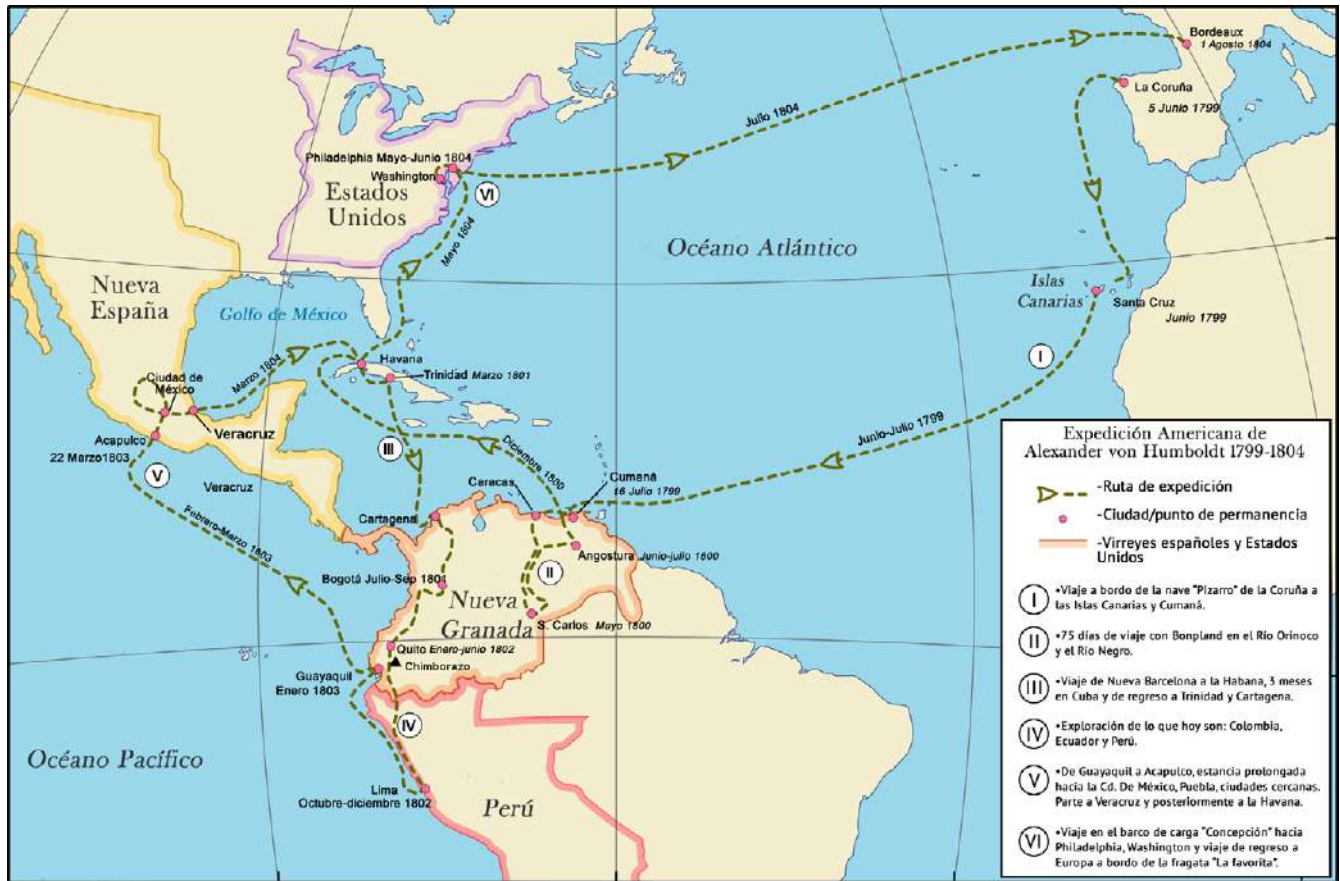 Bordeaux
1 Agosto 1804
La Coruña
5 Junio 1799
Julio 1804
Philadelphia Mayo-Junio 1804
Washington
Estados
Unidos
VI
Mayo 1804
Océano Atlántico
Nueva
España
Golfo de México
Islas
Canarias
Santa Cruz
Junio 1799
I
Havana
Trinidad Marzo 1801
Marzo 1804
Ciudad de
México
Veracruz
Acapulco
22 Marzo1803
V
Veracruz
III
Diciembre 1800
Junio-Julio 1799
Caracas
Cumaná
16 Julio 1799
Cartagena
Febrero-Marzo 1803
Angostura Junio-julio 1800
II
Bogotá Julio-Sep 1801
Nueva
Granada
S. Carlos Mayo 1800
Quito Enero-junio 1802
Chimborazo
Guayaquil
Enero 1803
IV
Océano Pacífico
Lima
Octubre-diciembre 1802
Perú
Expedición Americana de
Alexander von Humboldt 1799-1804
-Ruta de expedición
-Ciudad/punto de permanencia
-Virreyes españoles y Estados
Unidos
I •Viaje a bordo de la nave "Pizarro" de la Coruña a
las Islas Canarias y Cumaná.
II •75 días de viaje con Bonpland en el Río Orinoco
y el Río Negro.
III •Viaje de Nueva Barcelona a la Habana, 3 meses
en Cuba y de regreso a Trinidad y Cartagena.
IV •Exploración de lo que hoy son: Colombia,
Ecuador y Perú.
V •De Guayaquil a Acapulco, estancia prolongada
hacia la Cd. De México, Puebla, ciudades cercanas.
Parte a Veracruz y posteriormente a la Havana.
VI •Viaje en el barco de carga "Concepción" hacia
Philadelphia, Washington y viaje de regreso a
Europa a bordo de la fragata "La favorita".